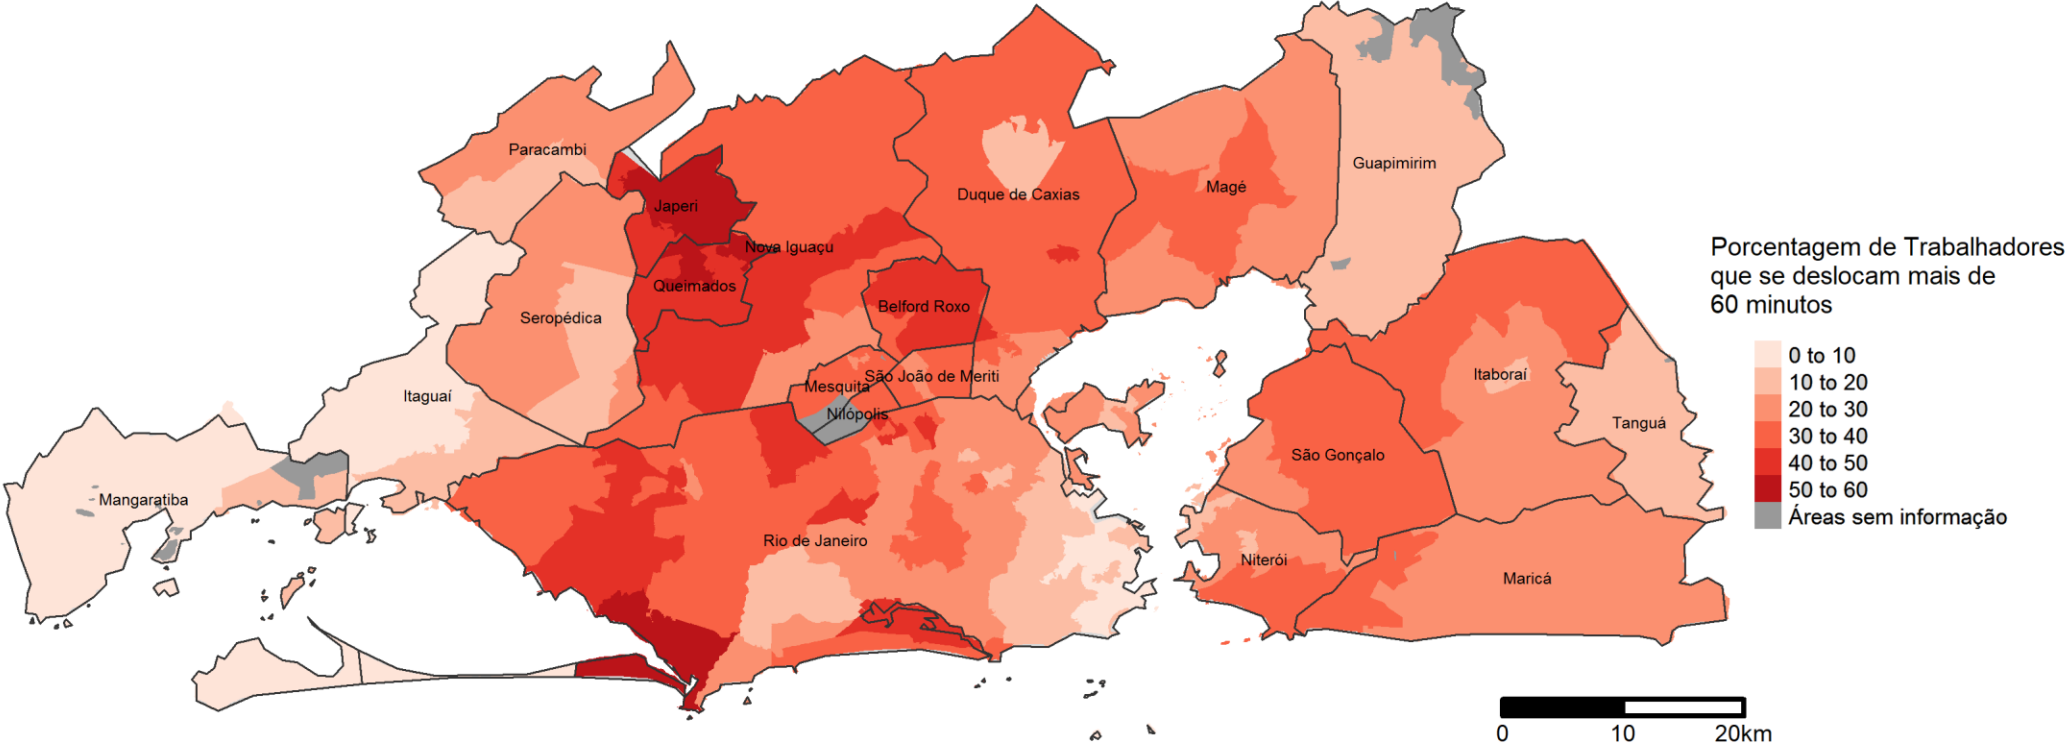 Paracambi
Guapimirim
Magé
Duque de Caxias
Japeri
Nova Iguaçu
Queimados
Belford Roxo
Seropédica
São João de Meriti
Mesquita
Nilópolis
Itaguaí
Itaboraí
Tanguá
São Gonçalo
Mangaratiba
Rio de Janeiro
Niterói
Maricá
Porcentagem de Trabalhadores
que se deslocam mais de
60 minutos
0 to 10
10 to 20
20 to 30
30 to 40
40 to 50
50 to 60
Áreas sem informação
0 10 20km